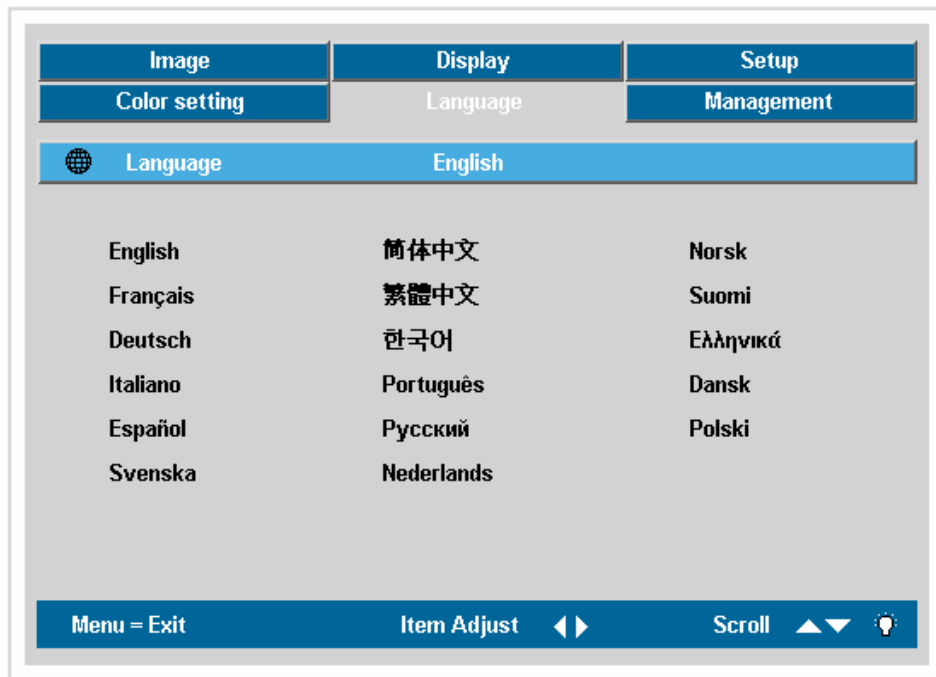 Image Display Setup
Color setting Language Management
Language English
English 简体中文 Norsk
Français 繁體中文 Suomi
Deutsch 한국어 Ελληνικά
Italiano Português Dansk
Español Русский Polski
Svenska Nederlands
Menu = Exit Item Adjust Scroll